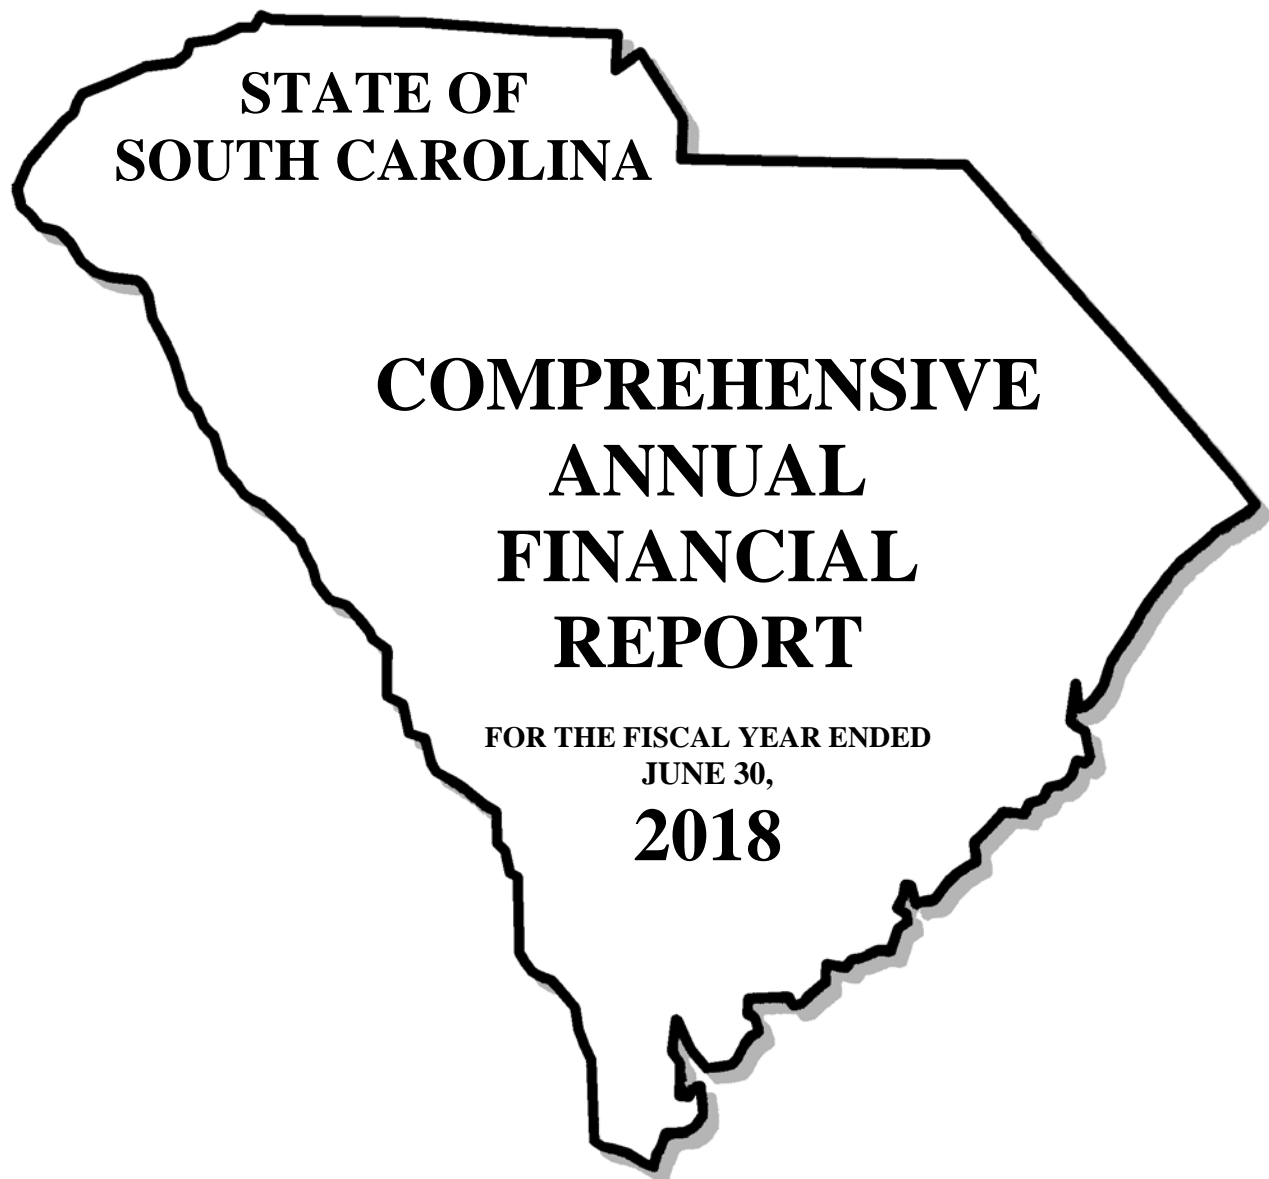 STATE OF
SOUTH CAROLINA
COMPREHENSIVE
ANNUAL
FINANCIAL
REPORT
FOR THE FISCAL YEAR ENDED
JUNE 30,
2018